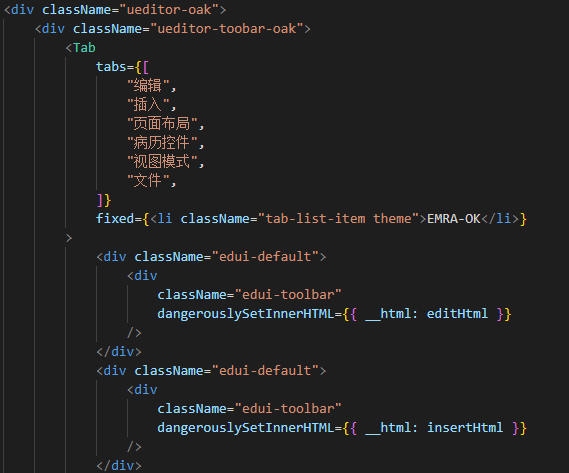 <div className="ueditor-oak">
<div className="ueditor-toobar-oak">
<Tab
tabs={[
"编辑",
"插入",
"页面布局",
"病历控件",
"视图模式",
"文件",
]}
fixed={<li className="tab-list-item theme">EMRA-OK</li>}
>
<div className="edui-default">
<div
className="edui-toolbar"
dangerouslySetInnerHTML={{ __html: editHtml }}
/>
</div>
<div className="edui-default">
<div
className="edui-toolbar"
dangerouslySetInnerHTML={{ __html: insertHtml }}
/>
</div>